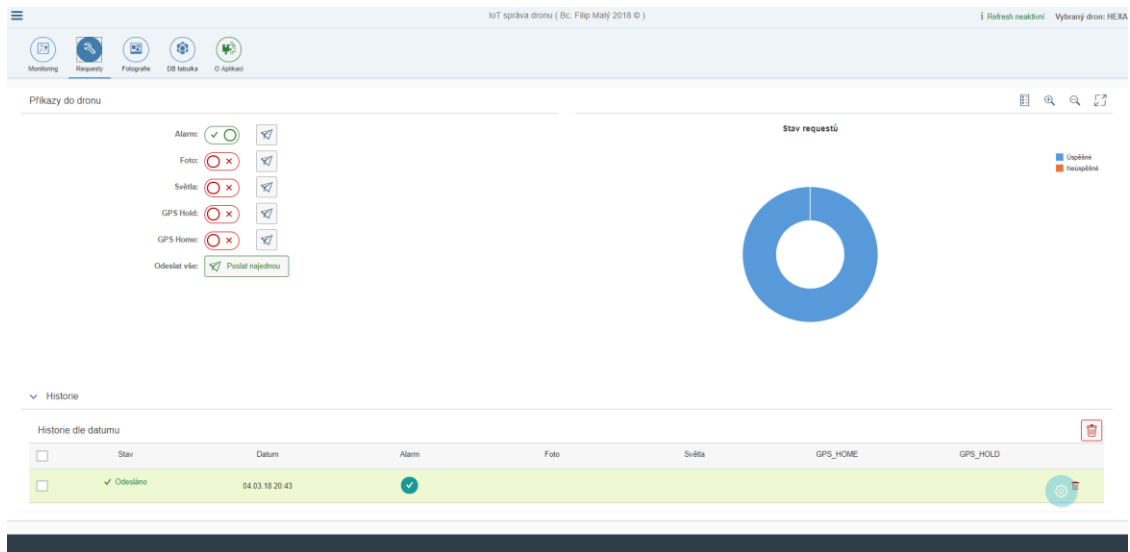 IoT správa dronu ( Bc. Filip Malý 2018 © )
i Refresh neaktivní Vybraný dron: HEXA
Monitoring Requesty Fotografie DB tabulka O Aplikaci
Příkazy do dronu
Stav requestů
Alarm:
Foto:
Světla:
GPS Hold:
GPS Home:
Odeslat vše: Poslat najednou
Úspěšné
Neúspěšné
Historie
Historie dle datumu
Stav Datum Alarm Foto Světla GPS_HOME GPS_HOLD
Odesláno 04.03.18 20:43